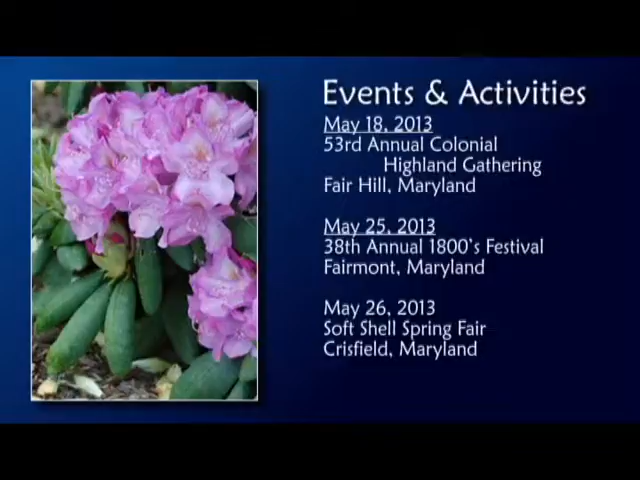 Events & Activities
May 18, 2013
53rd Annual Colonial
Highland Gathering
Fair Hill, Maryland
May 25, 2013
38th Annual 1800's Festival
Fairmont, Maryland
May 26, 2013
Soft Shell Spring Fair
Crisfield, Maryland